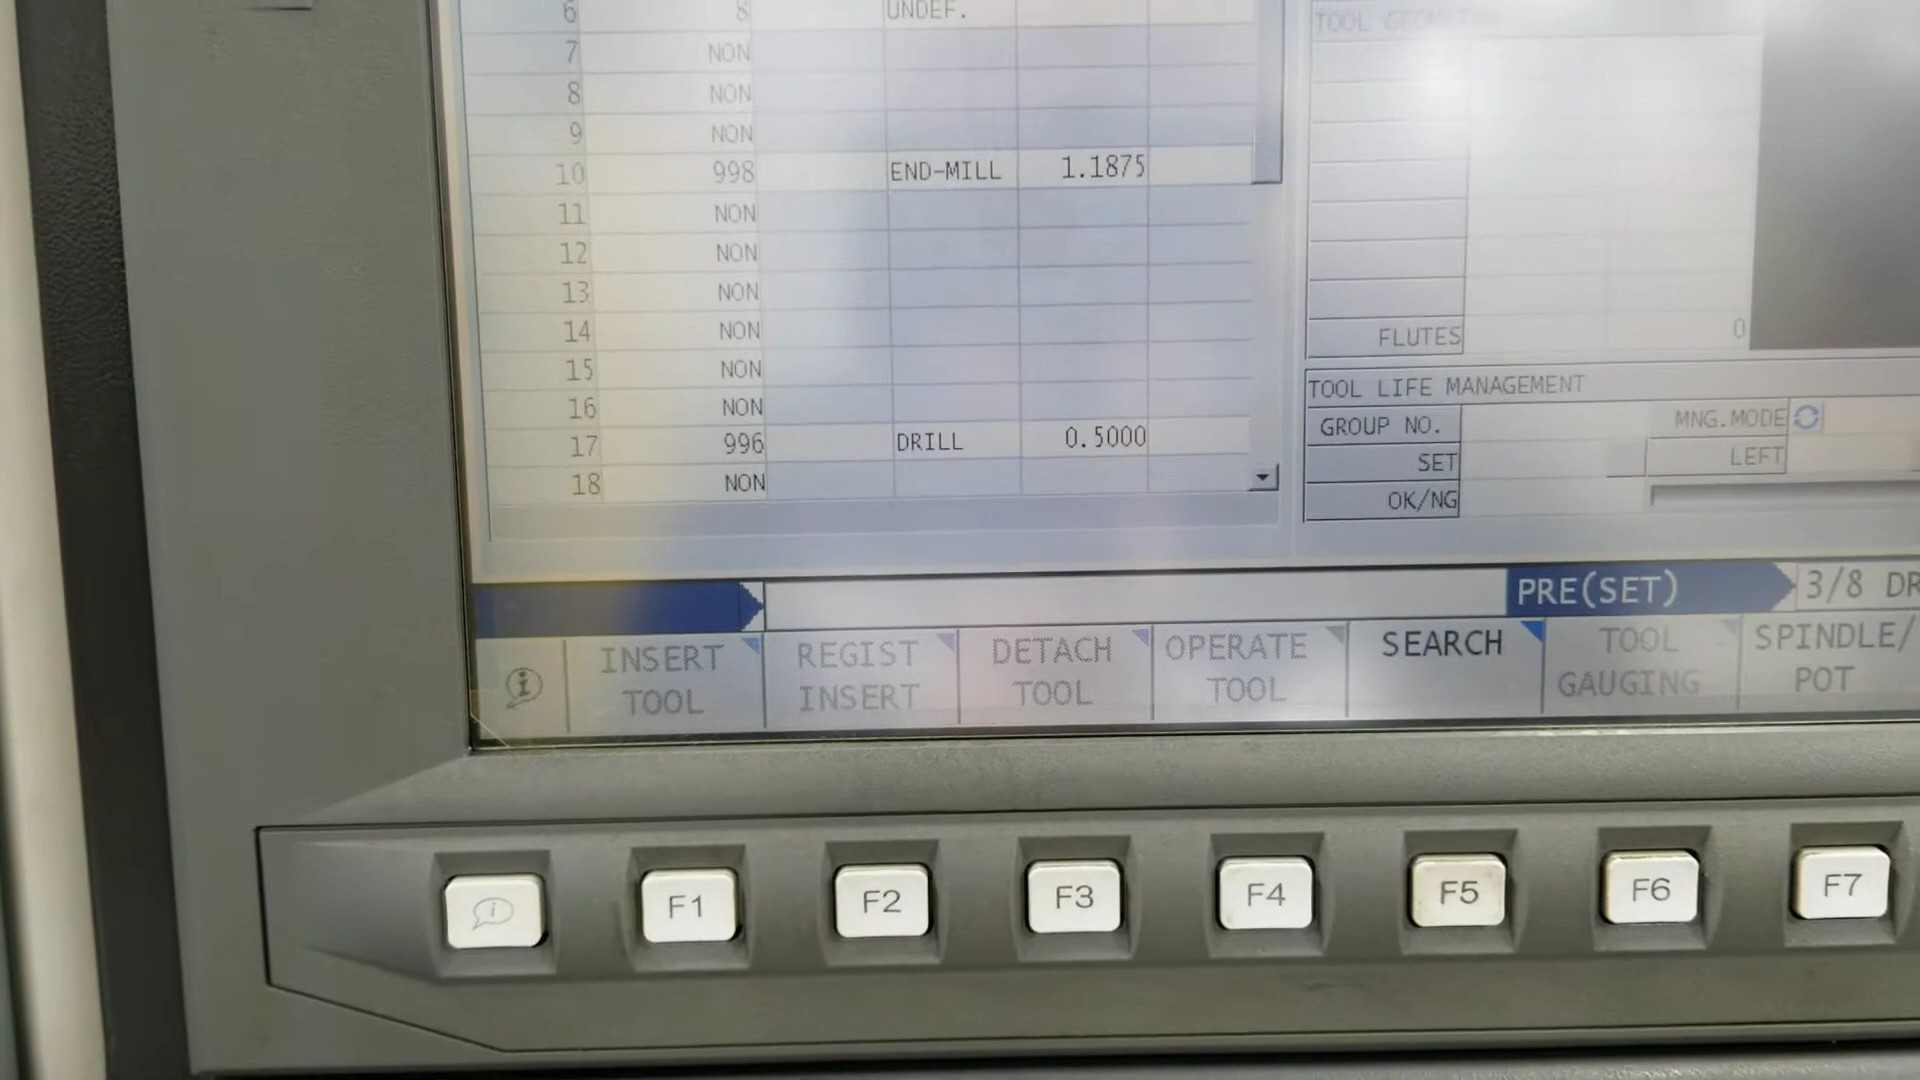 6 8 UNDEF.
7 NON
8 NON
9 NON
10 998 END-MILL 1.1875
11 NON
12 NON
13 NON
14 NON
15 NON
16 NON
17 996 DRILL 0.5000
18 NON
TOOL
FLUTES 0
TOOL LIFE MANAGEMENT
GROUP NO. MNG.MODE
SET LEFT
OK/NG
PRE(SET) 3/8 DR
INSERT TOOL
REGIST INSERT
DETACH TOOL
OPERATE TOOL
SEARCH
TOOL GAUGING
SPINDLE/ POT
i
i F1 F2 F3 F4 F5 F6 F7